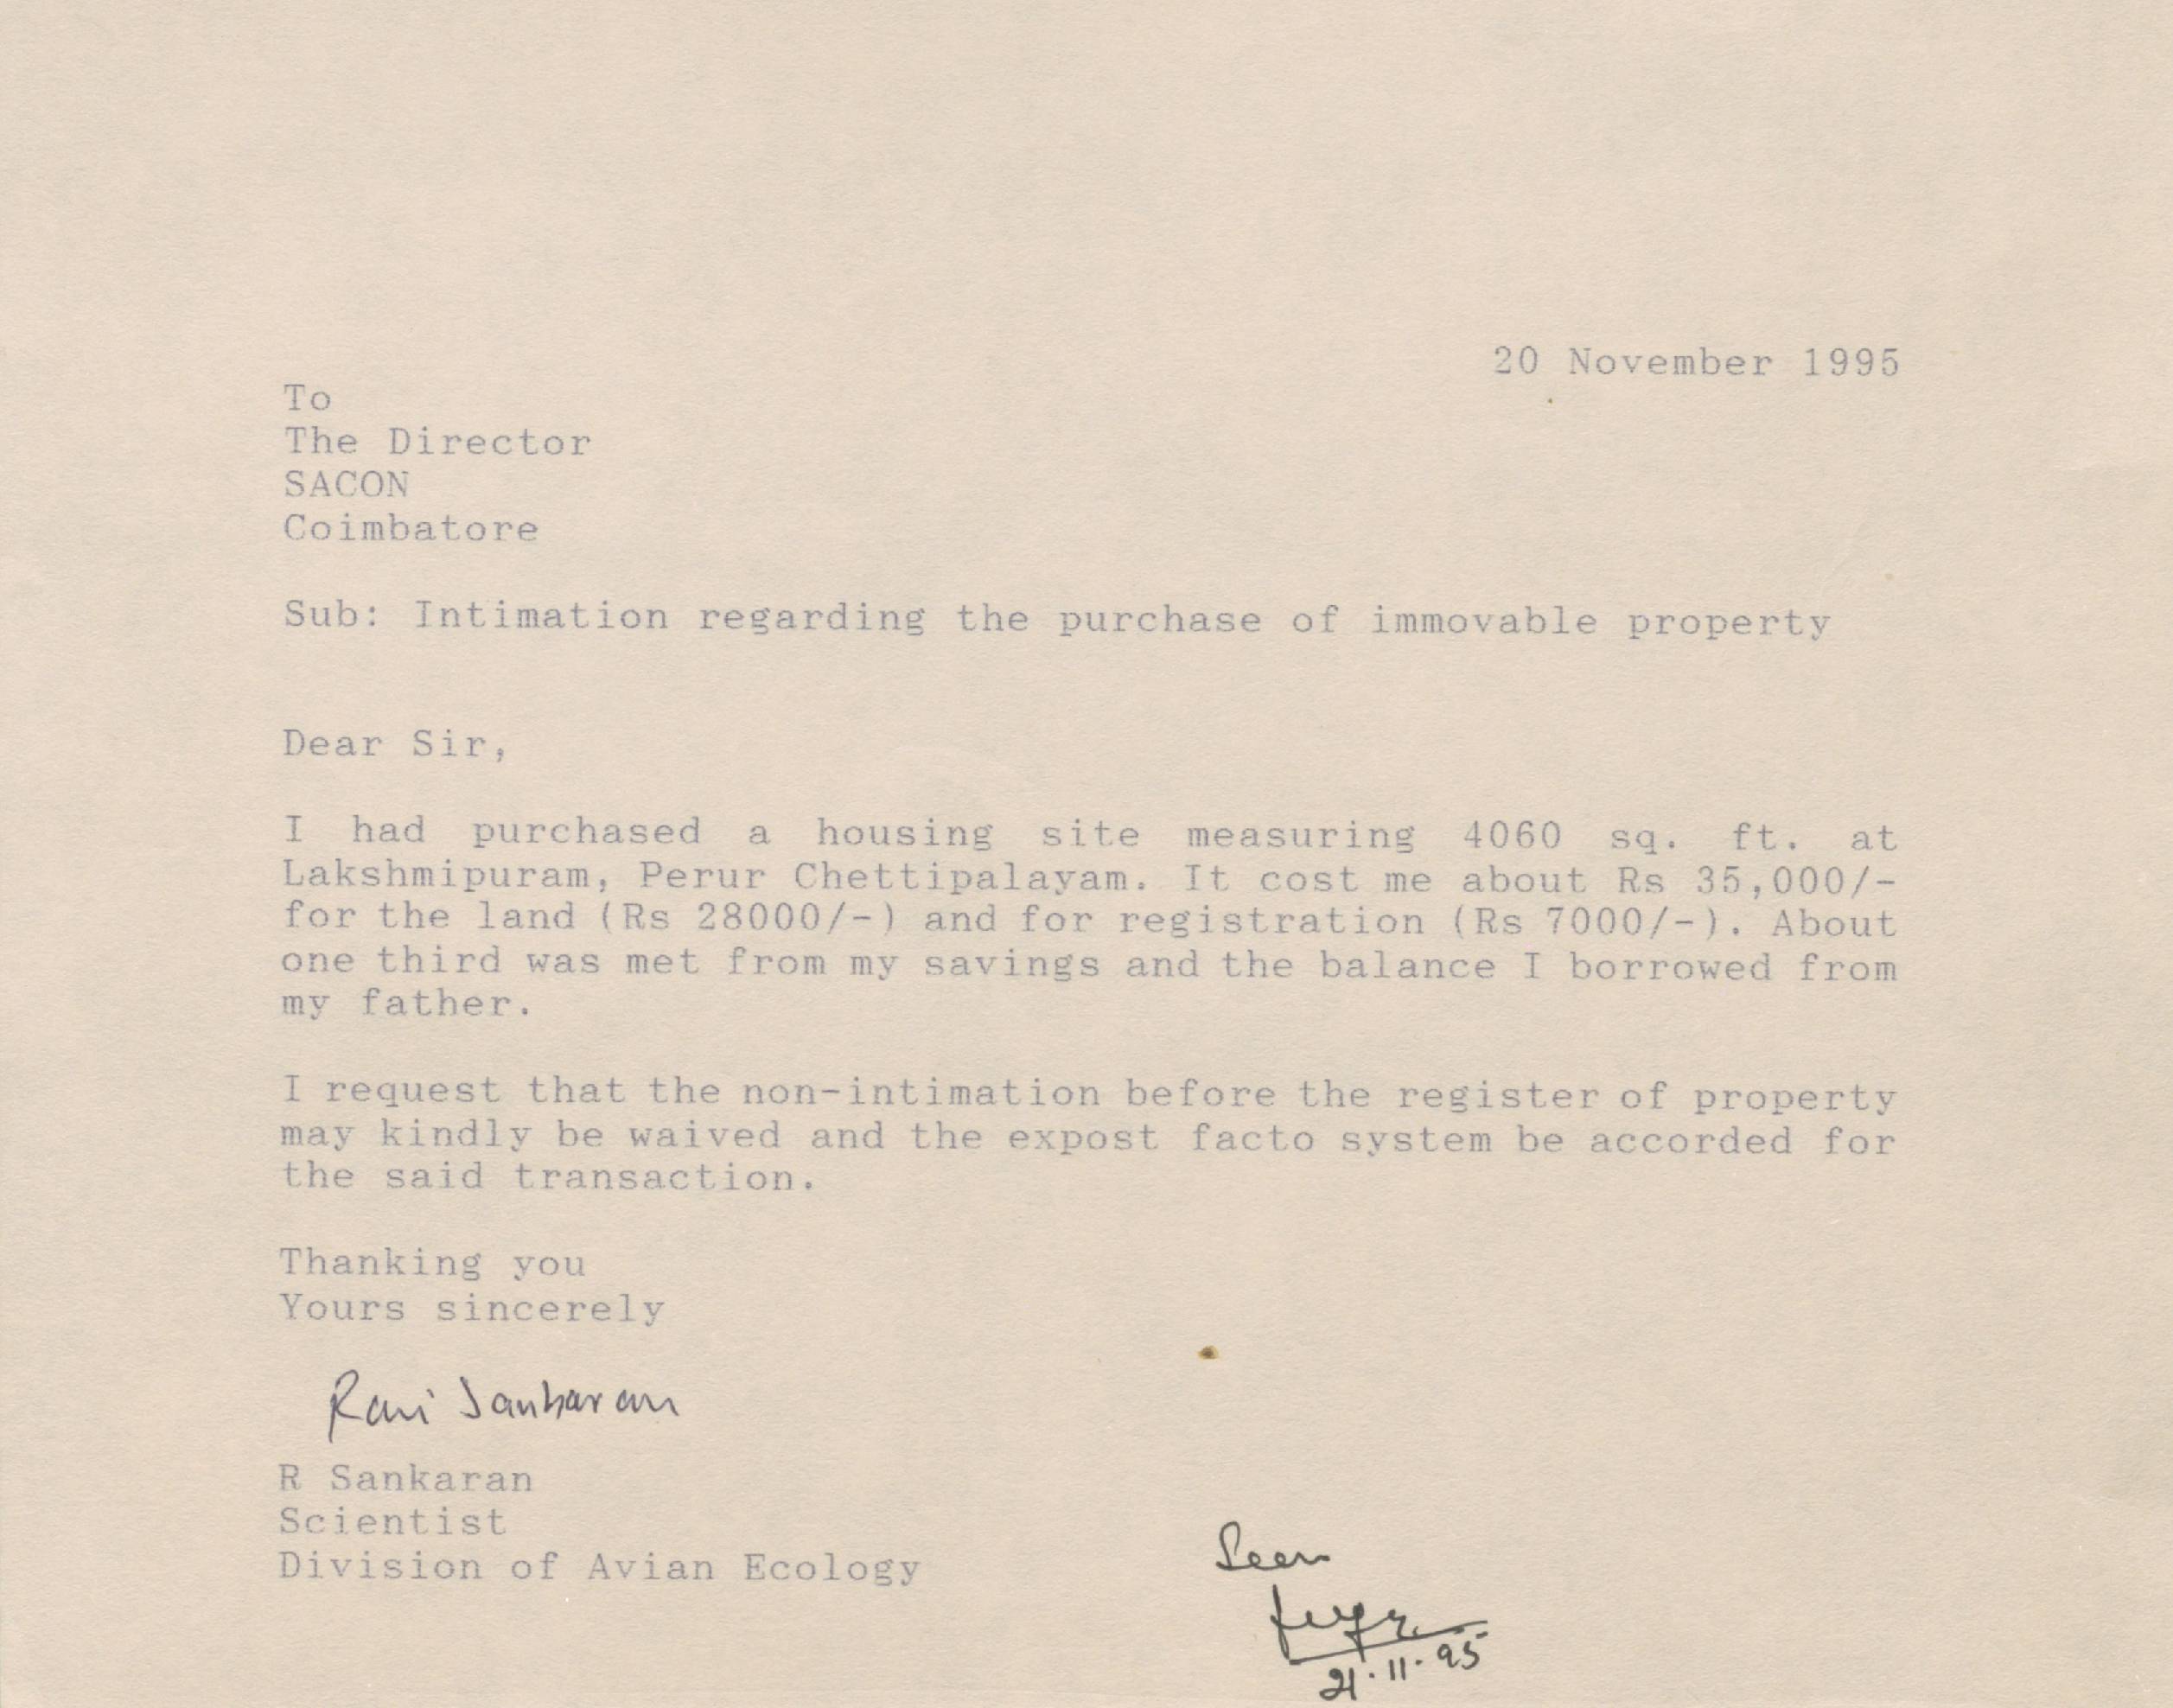 20 November 1995
To
The Director
SACON
Coimbatore
Sub: Intimation regarding the purchase of immovable property
Dear Sir,
I had purchased a housing site measuring 4060 sq. ft. at
Lakshmipuram, Perur Chettipalayam. It cost me about Rs 35,000/-
for the land (Rs 28000/-) and for registration (Rs 7000/-). About
one third was met from my savings and the balance I borrowed from
my father.
I request that the non-intimation before the register of property
may kindly be waived and the expost facto system be accorded for
the said transaction.
Thanking you
Yours sincerely
Ravi Sankaran
R Sankaran
Scientist
Division of Avian Ecology
Seen
21.11.95